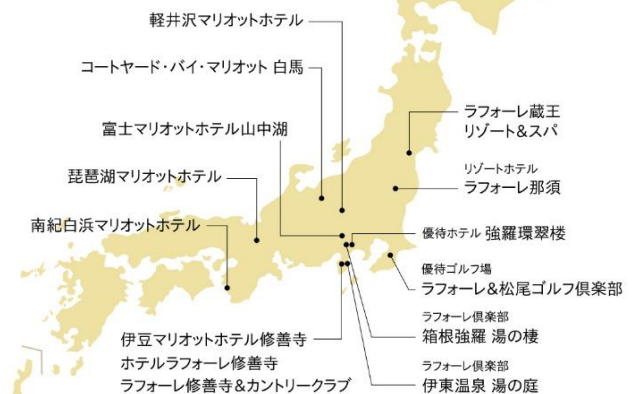 軽井沢マリオットホテル
コートヤード・バイ・マリオット 白馬
富士マリオットホテル山中湖
琵琶湖マリオットホテル
南紀白浜マリオットホテル
伊豆マリオットホテル修善寺
ホテルラフォーレ修善寺
ラフォーレ修善寺&カントリークラブ
ラフォーレ蔵王
リゾート&スパ
リゾートホテル
ラフォーレ那須
優待ホテル 強羅環翠楼
優待ゴルフ場
ラフォーレ&松尾ゴルフ倶楽部
ラフォーレ倶楽部
箱根強羅 湯の棲
ラフォーレ倶楽部
伊東温泉 湯の庭